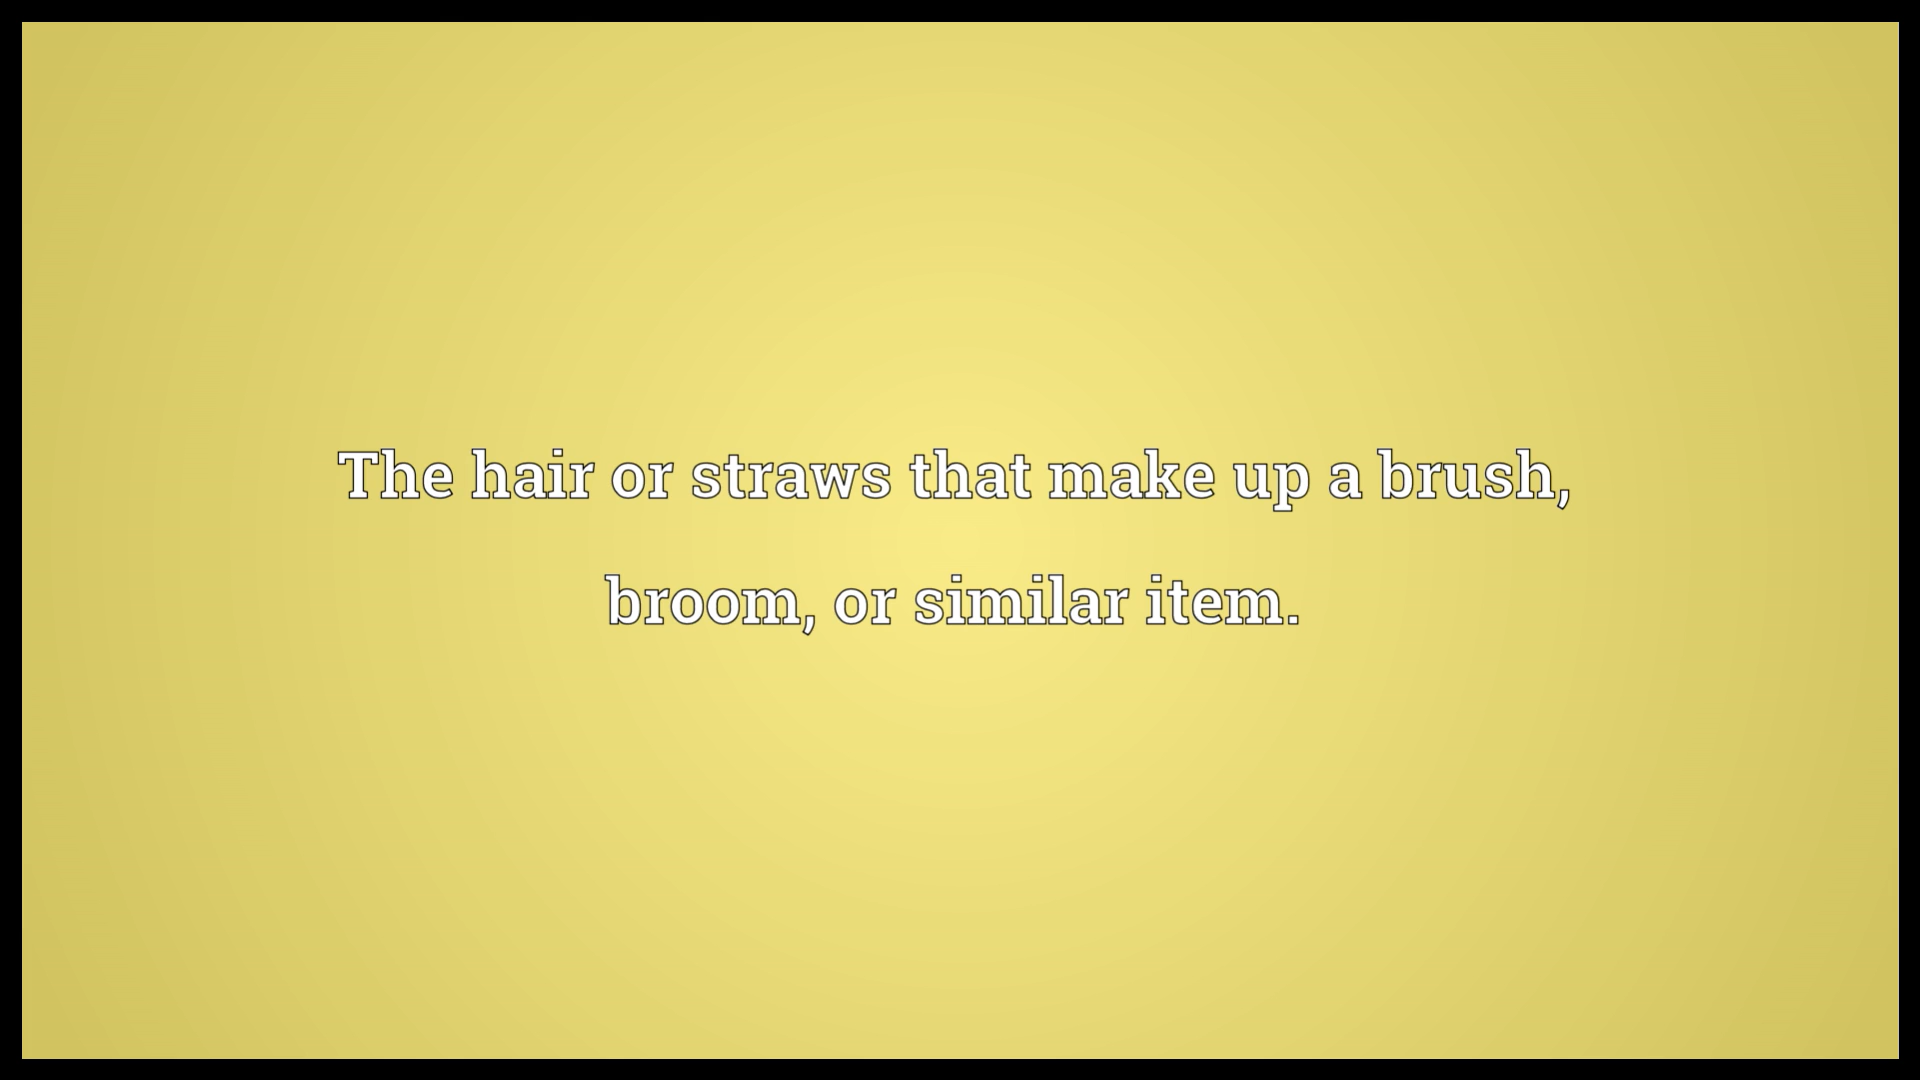 The hair or straws that make up a brush,
broom, or similar item.